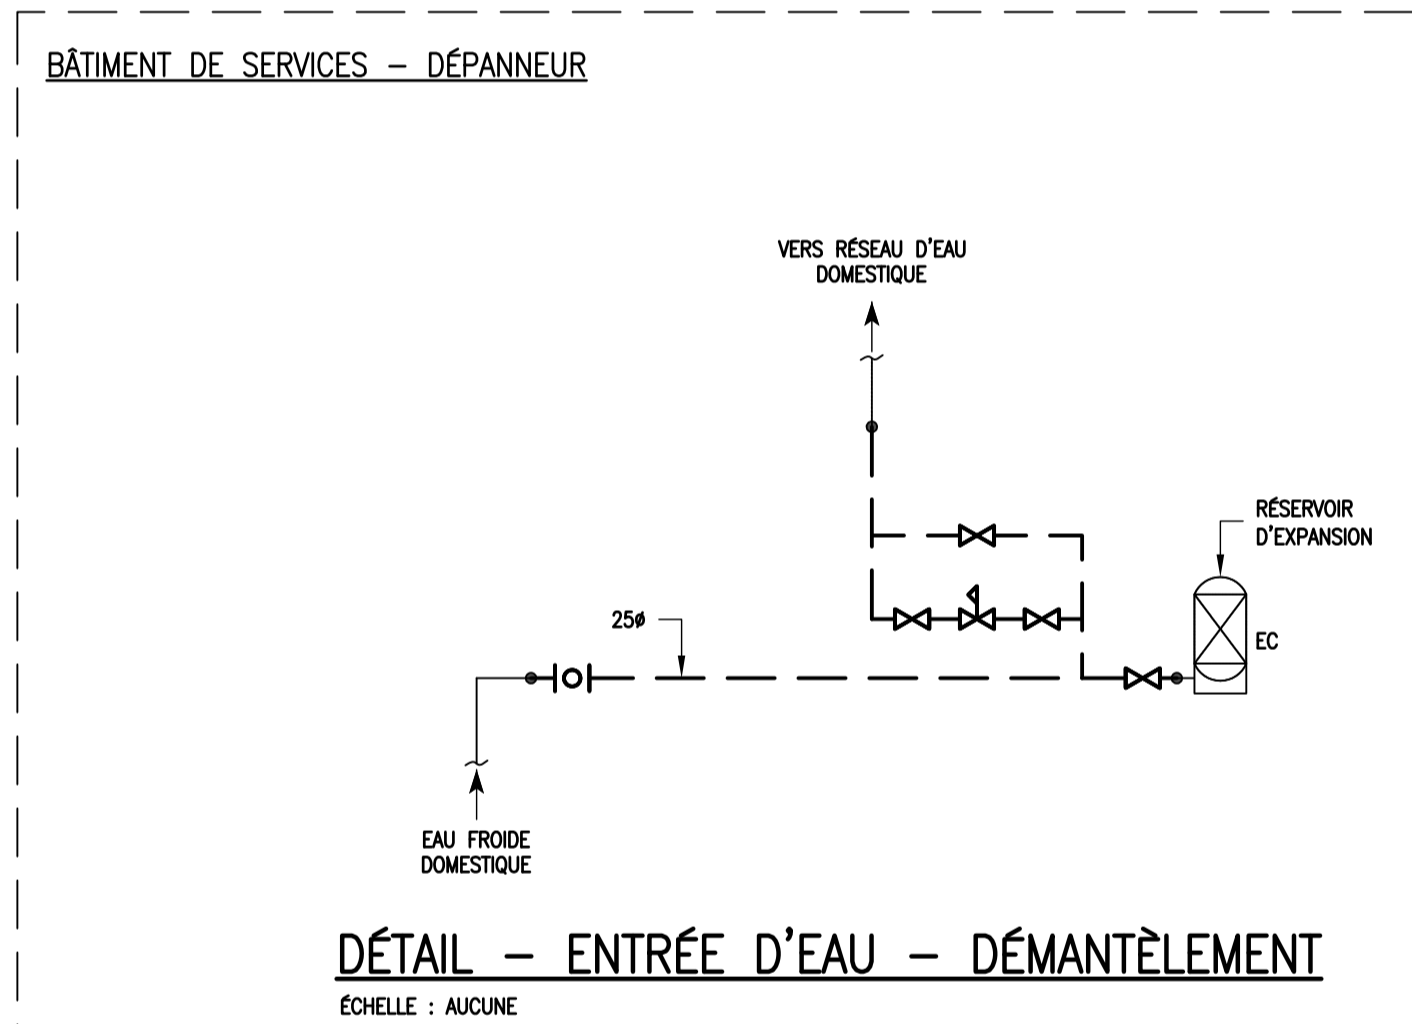 BÂTIMENT DE SERVICES – DÉPANNEUR
VERS RÉSEAU D'EAU
DOMESTIQUE
RÉSERVOIR
D'EXPANSION
25ø
EC
EAU FROIDE
DOMESTIQUE
DÉTAIL – ENTRÉE D'EAU – DÉMANTÈLEMENT
ÉCHELLE : AUCUNE